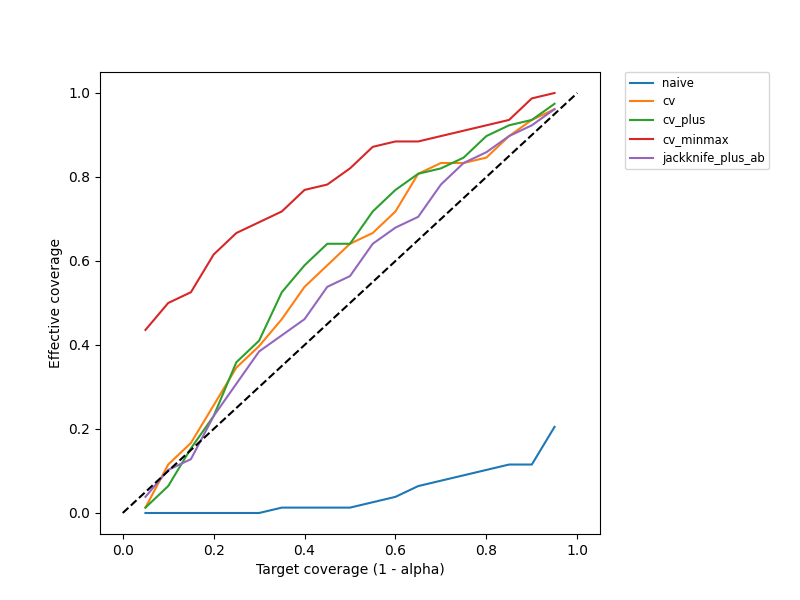 naive
cv
cv_plus
cv_minmax
jackknife_plus_ab
Effective coverage
1.0
0.8
0.6
0.4
0.2
0.0
0.0 0.2 0.4 0.6 0.8 1.0
Target coverage (1 - alpha)